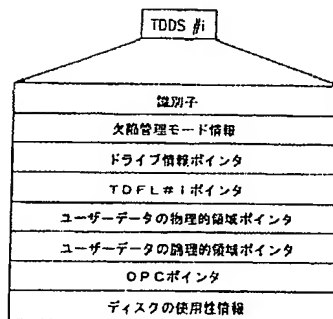 TDDS #i
識別子
欠陥管理モード情報
ドライブ情報ポインタ
TDFL#iポインタ
ユーザーデータの物理的領域ポインタ
ユーザーデータの論理的領域ポインタ
OPCポインタ
ディスクの使用性情報